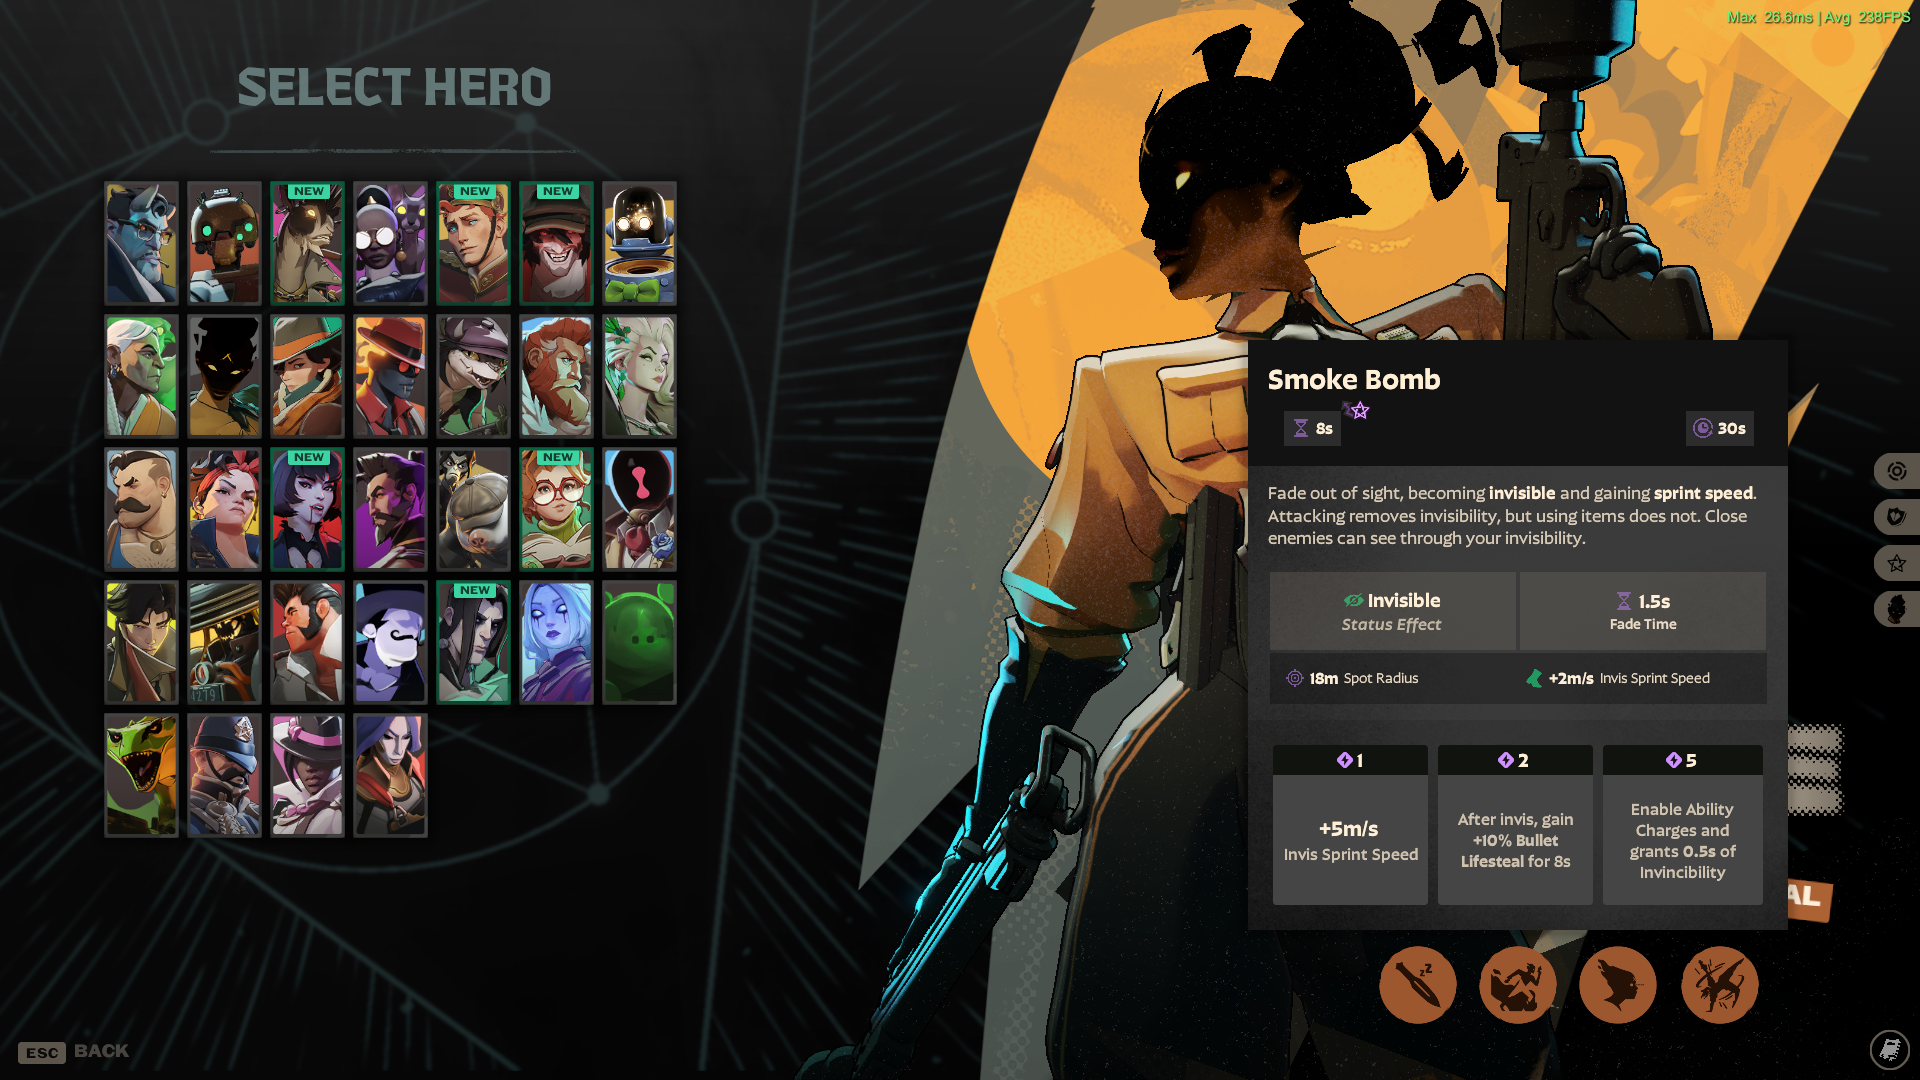 Max 26.6ms | Avg 238FPS
SELECT HERO
NEW
NEW
NEW
NEW
NEW
NEW
4279
Smoke Bomb
8s
30s
Fade out of sight, becoming invisible and gaining sprint speed.
Attacking removes invisibility, but using items does not. Close
enemies can see through your invisibility.
Invisible
Status Effect
1.5s
Fade Time
18m Spot Radius
+2m/s Invis Sprint Speed
1
+5m/s
Invis Sprint Speed
2
After invis, gain
+10% Bullet
Lifesteal for 8s
5
Enable Ability
Charges and
grants 0.5s of
Invincibility
AL
zZ
ESC BACK